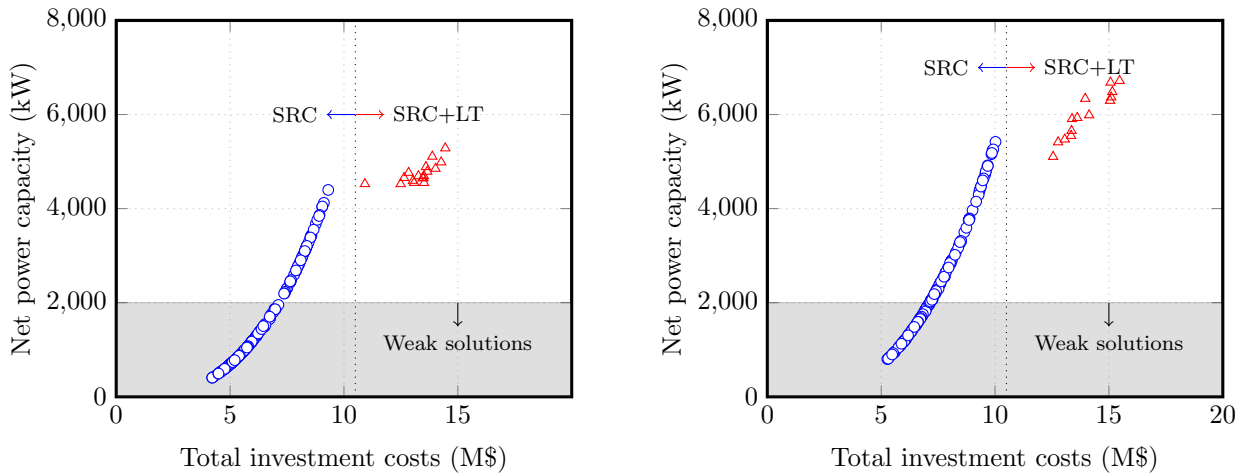 8,000
6,000
4,000
2,000
0
0
5
10
15
Net power capacity (kW)
Total investment costs (M$)
SRC
SRC+LT
Weak solutions
8,000
6,000
4,000
2,000
0
0
5
10
15
20
Net power capacity (kW)
Total investment costs (M$)
SRC
SRC+LT
Weak solutions